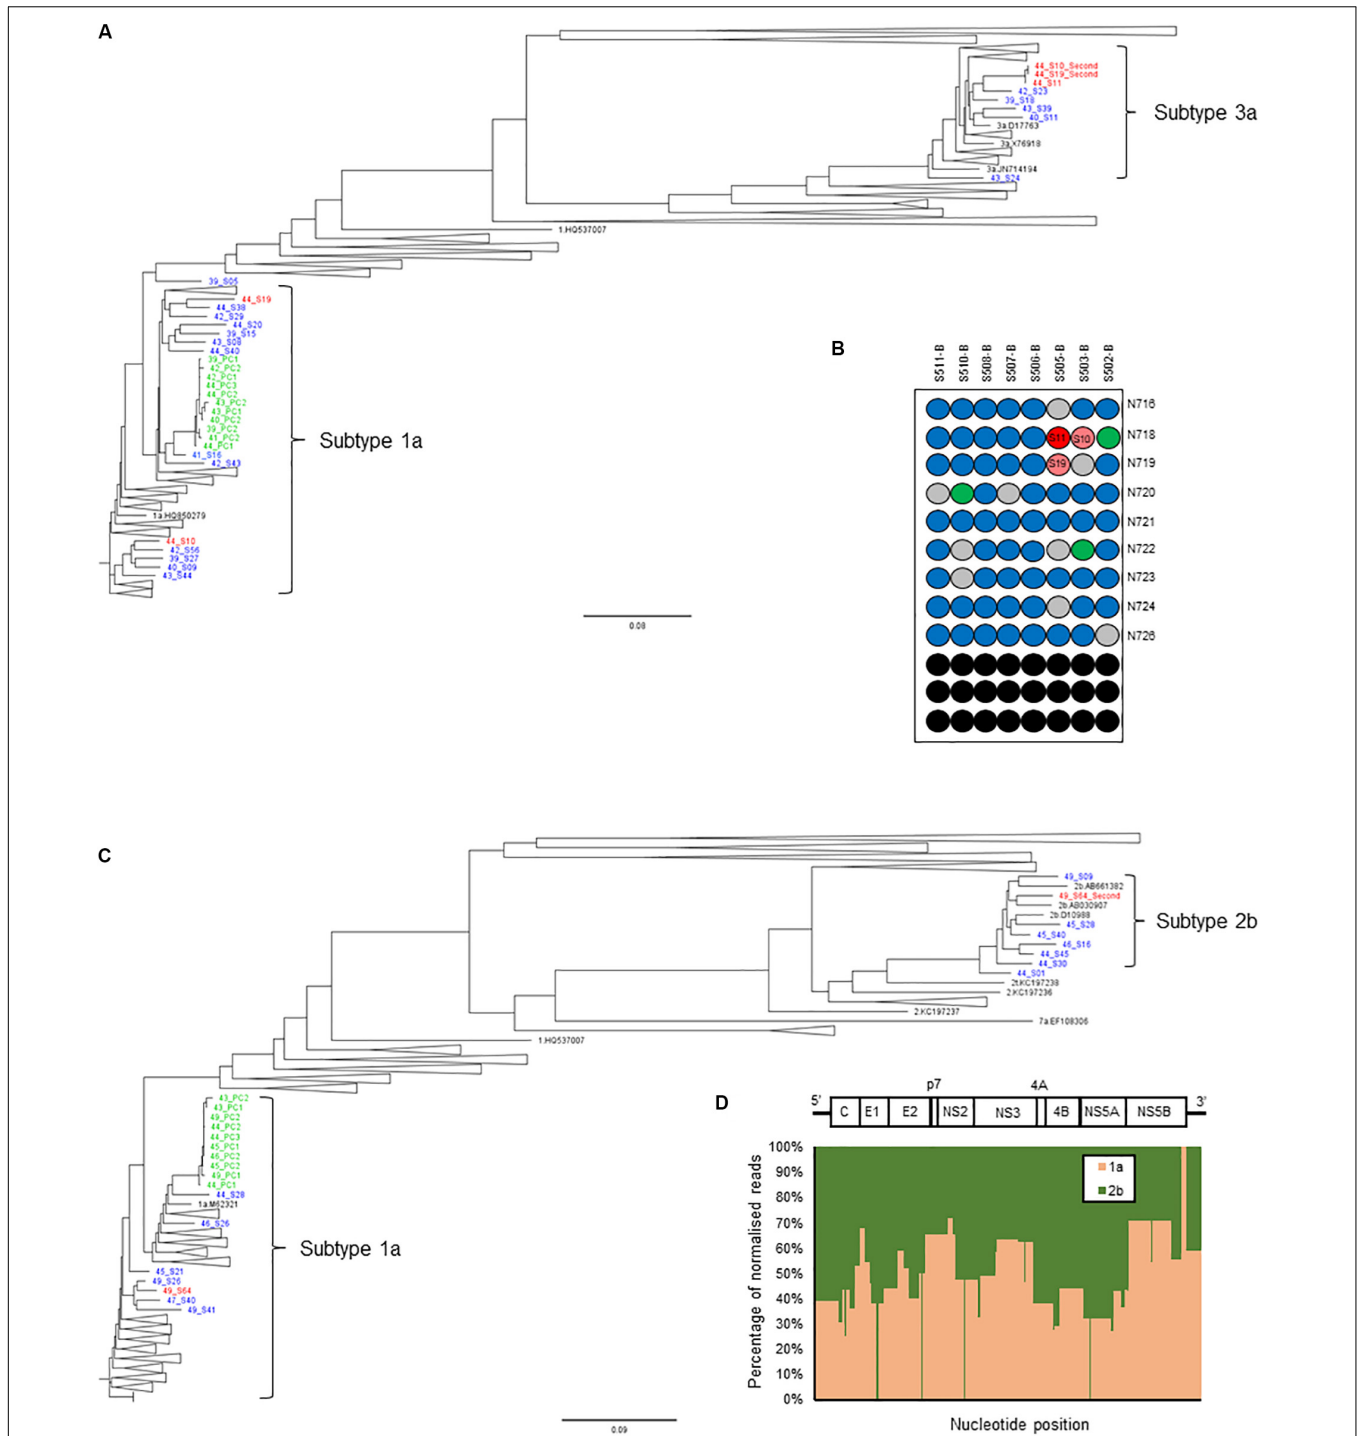 A
44_S10_Second
44_S19_Second
44_S11
42_S23
39_S18
43_S39
40_S11
3a.D17763
3a.X76918
3a.JN714194
43_S24
Subtype 3a
1.HQ537007
39_S05
44_S19
44_S38
42_S29
44_S20
39_S15
43_S08
44_S40
39_PC1
42_PC2
42_PC1
44_PC3
44_PC2
43_PC2
43_PC1
40_PC2
39_PC2
41_PC2
44_PC1
41_S16
42_S43
1a.HQ850279
44_S10
42_S56
39_S27
40_S09
43_S44
Subtype 1a
0.08
B
S511-B
S510-B
S508-B
S507-B
S506-B
S505-B
S503-B
S502-B
N716
S11 S10 N718
S19 N719
N720
N721
N722
N723
N724
N726
C
49_S09
2b.AB661382
49_S64_Second
2b.AB030907
2b.D10988
45_S28
45_S40
46_S16
44_S45
44_S30
44_S01
2t.KC197238
2.KC197236
2.KC197237
7a.EF108306
Subtype 2b
1.HQ537007
43_PC2
43_PC1
49_PC2
44_PC2
44_PC3
45_PC1
46_PC2
45_PC2
49_PC1
44_PC1
44_S28
1a.M62321
46_S26
45_S21
49_S26
49_S64
47_S40
49_S41
Subtype 1a
0.09
D
p7 4A
5' C E1 E2 NS2 NS3 4B NS5A NS5B 3'
Percentage of normalised reads
100%
90%
80%
70%
60%
50%
40%
30%
20%
10%
0%
1a
2b
Nucleotide position